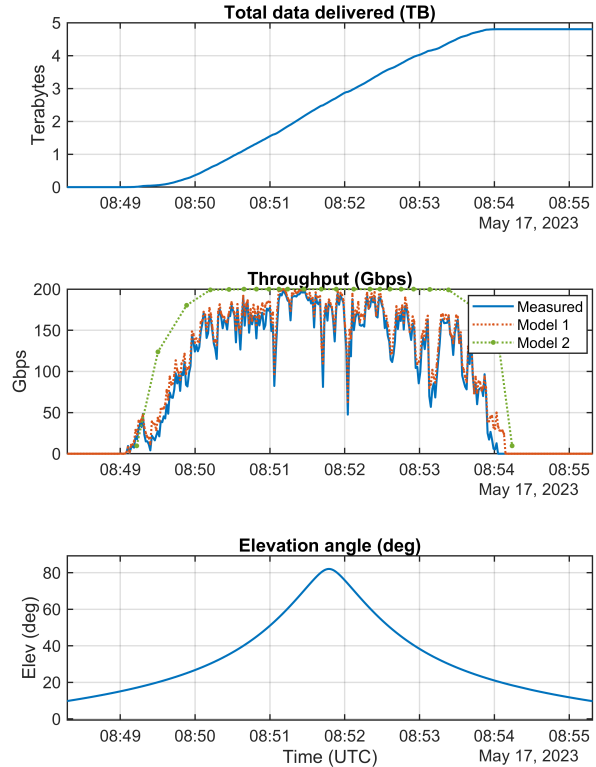 Total data delivered (TB)
5
4
3
2
1
0
Terabytes
08:49 08:50 08:51 08:52 08:53 08:54 08:55
May 17, 2023
Throughput (Gbps)
200
150
100
50
0
Gbps
Measured
Model 1
Model 2
08:49 08:50 08:51 08:52 08:53 08:54 08:55
May 17, 2023
Elevation angle (deg)
80
60
40
20
0
Elev (deg)
08:49 08:50 08:51 08:52 08:53 08:54 08:55
Time (UTC)
May 17, 2023